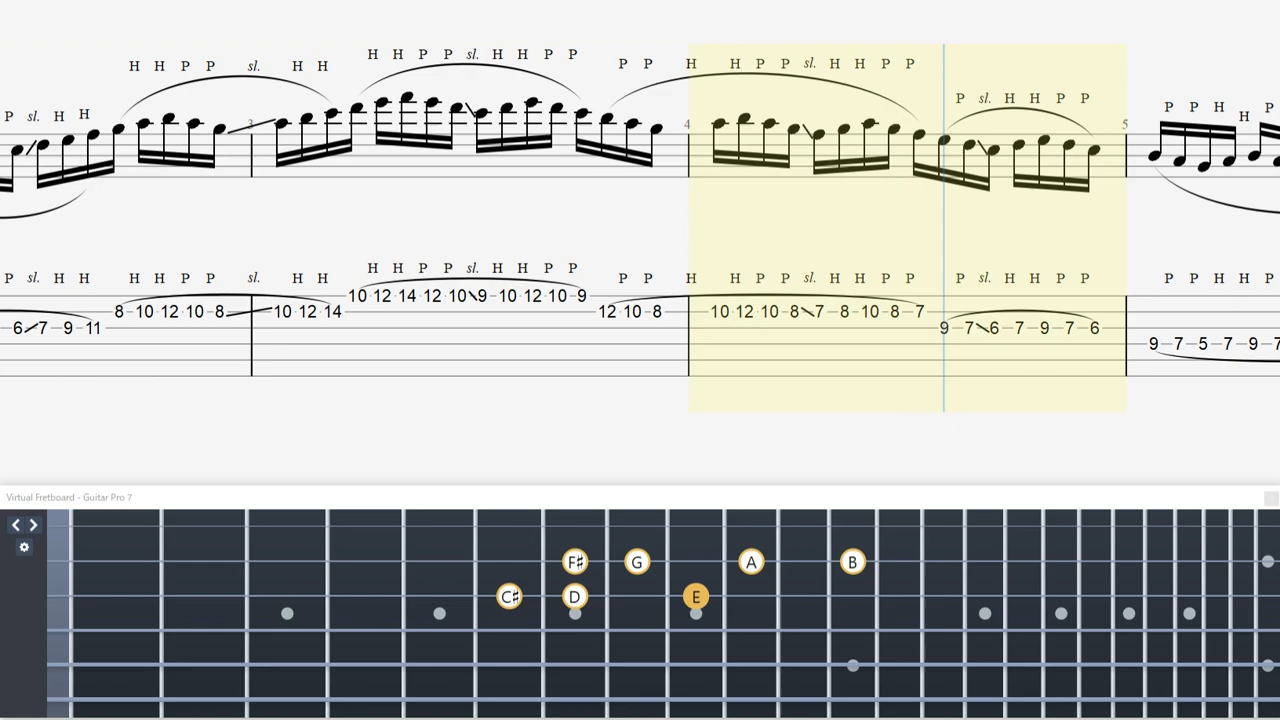 H H P P sl. H H P P
H H P P sl. H H
P P H H P P sl. H H P P
P sl. H H
P sl. H H P P
P P H H P
3
4
5
H H P P sl. H H P P
P sl. H H H H P P sl. H H P P H H P P sl. H H P P P sl. H H P P P P H H P
10 12 14 12 10 9 10 12 10 9
8 10 12 10 8 10 12 14 12 10 8 10 12 10 8 7 8 10 8 7
6 7 9 11 9 7 6 7 9 7 6
9 7 5 7 9 7
Virtual Fretboard - Guitar Pro 7
F♯ G A B
C♯ D E